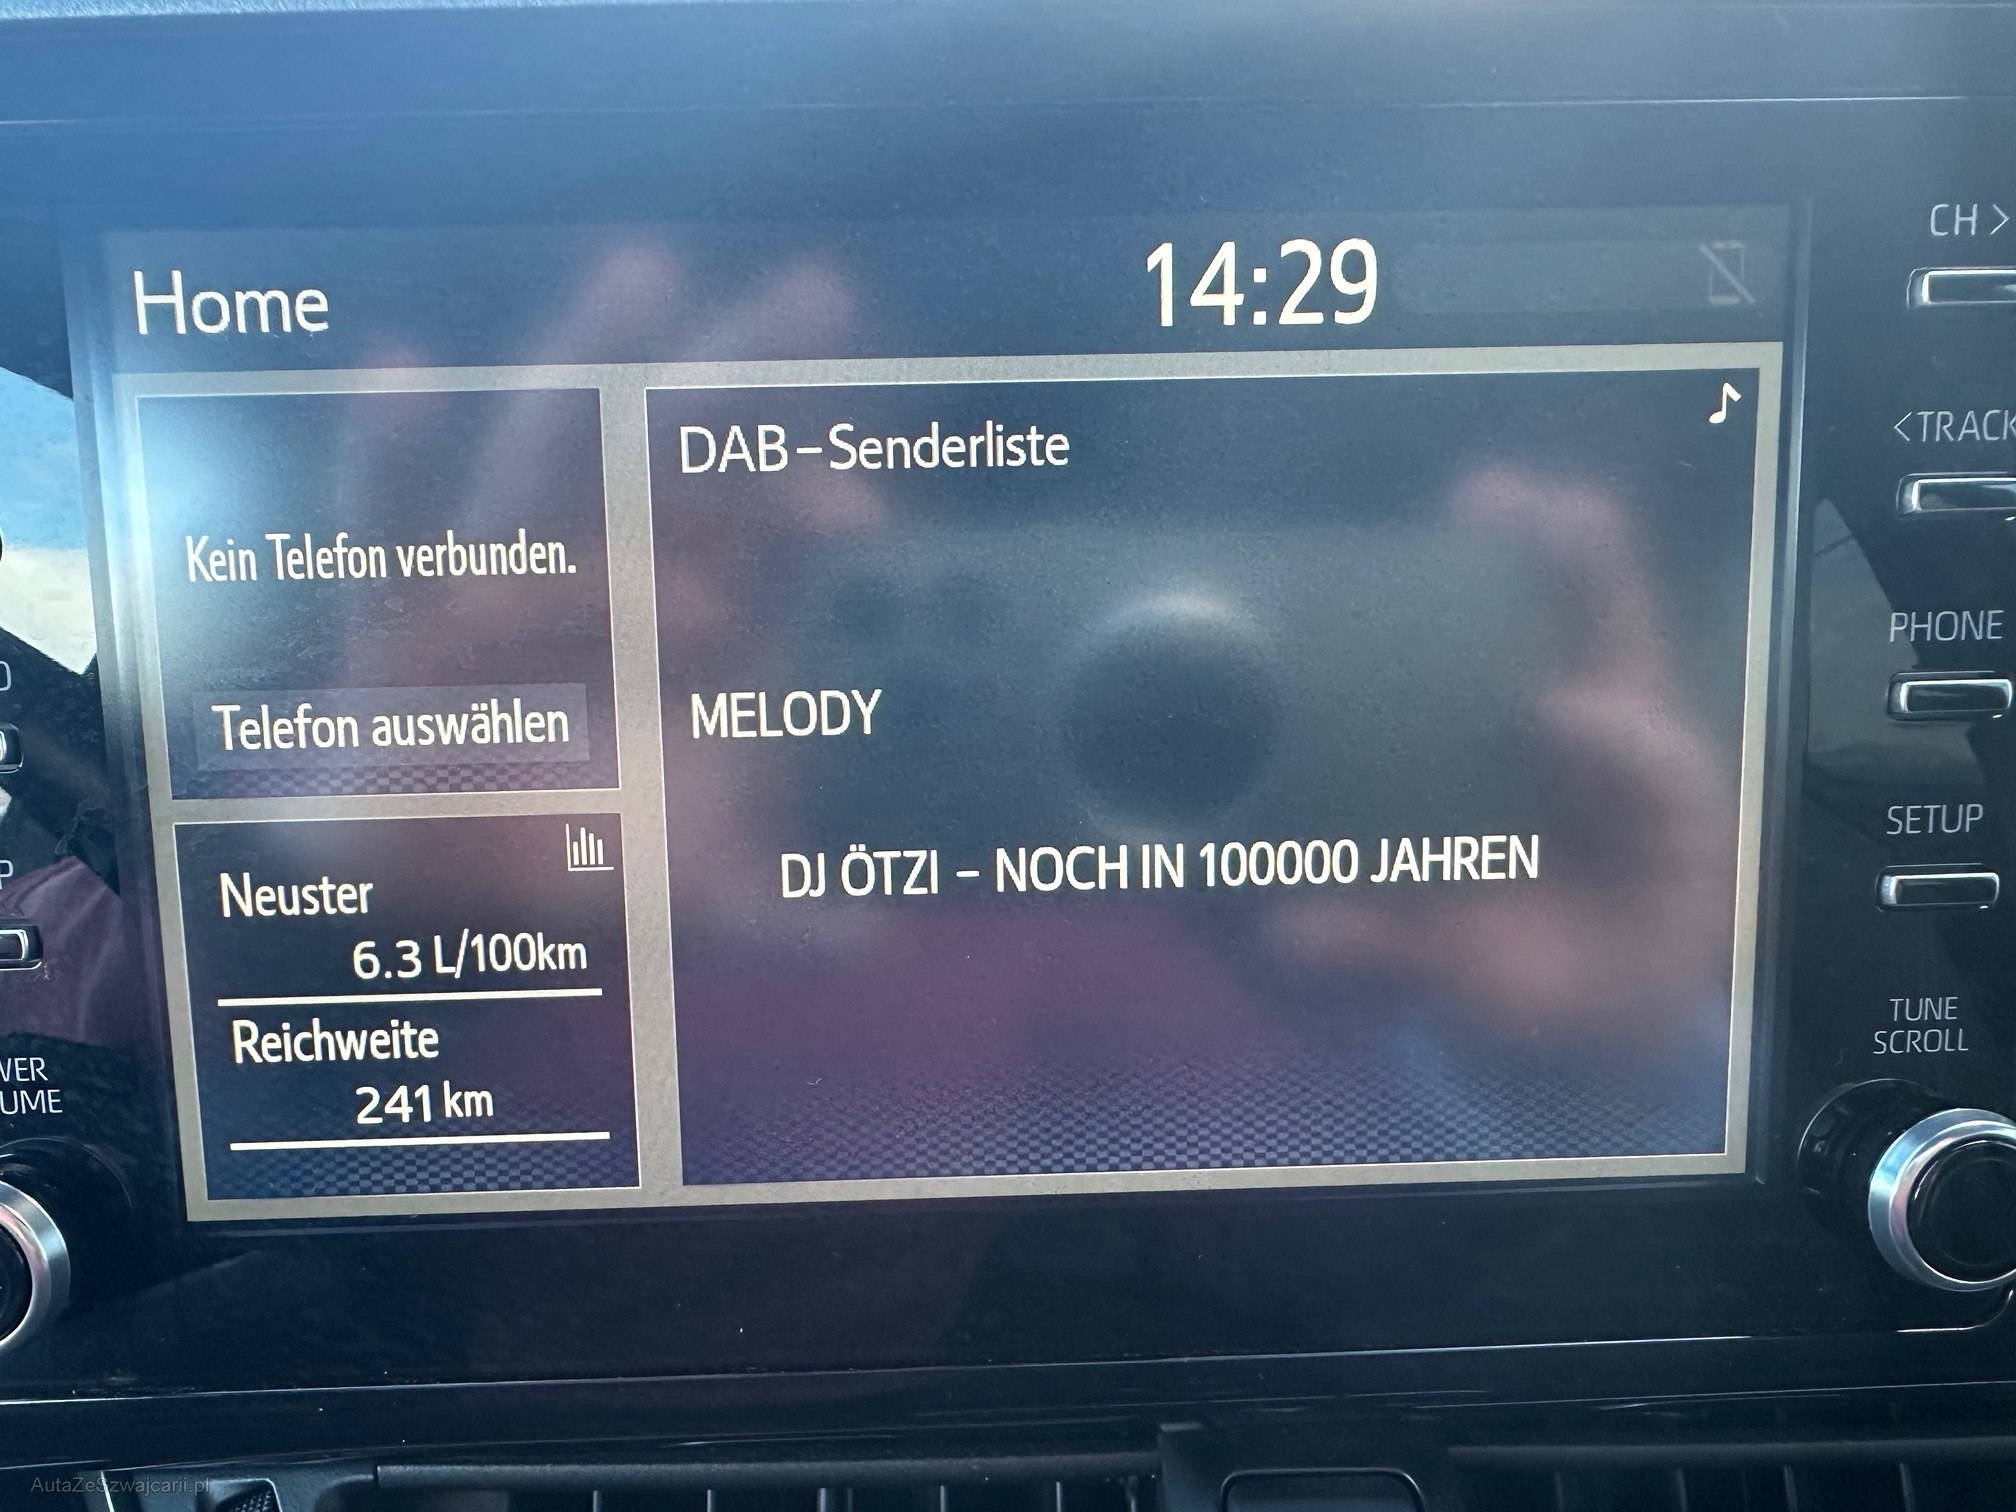 Home
14:29
CH >
DAB-Senderliste
<TRACK
Kein Telefon verbunden.
PHONE
Telefon auswählen
MELODY
SETUP
Neuster
DJ ÖTZI - NOCH IN 100000 JAHREN
6.3 L/100km
Reichweite
TUNE
SCROLL
241 km
UME
AutaZeSzwajcarii.pl